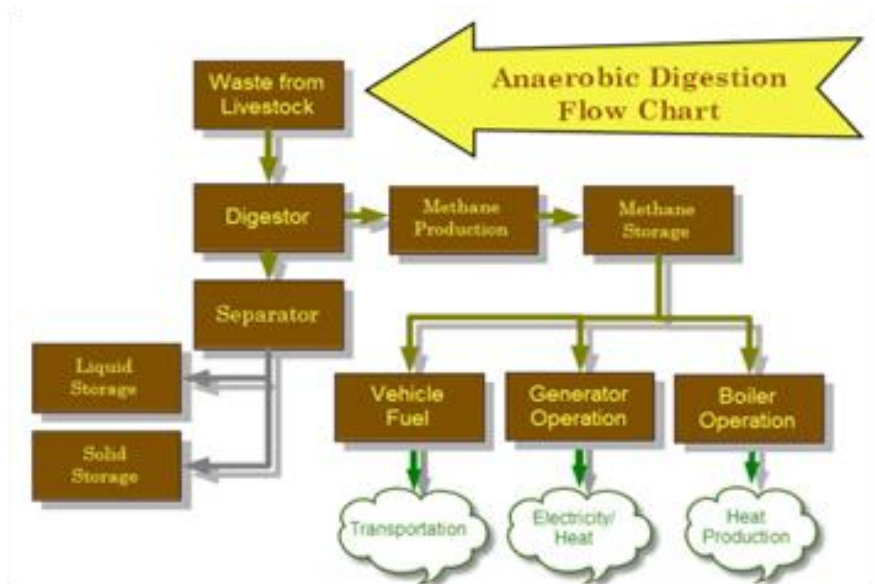 Anaerobic Digestion
Flow Chart
Waste from
Livestock
Digestor
Methane
Production
Methane
Storage
Separator
Liquid
Storage
Solid
Storage
Vehicle
Fuel
Generator
Operation
Boiler
Operation
Transportation
Electricity/
Heat
Heat
Production